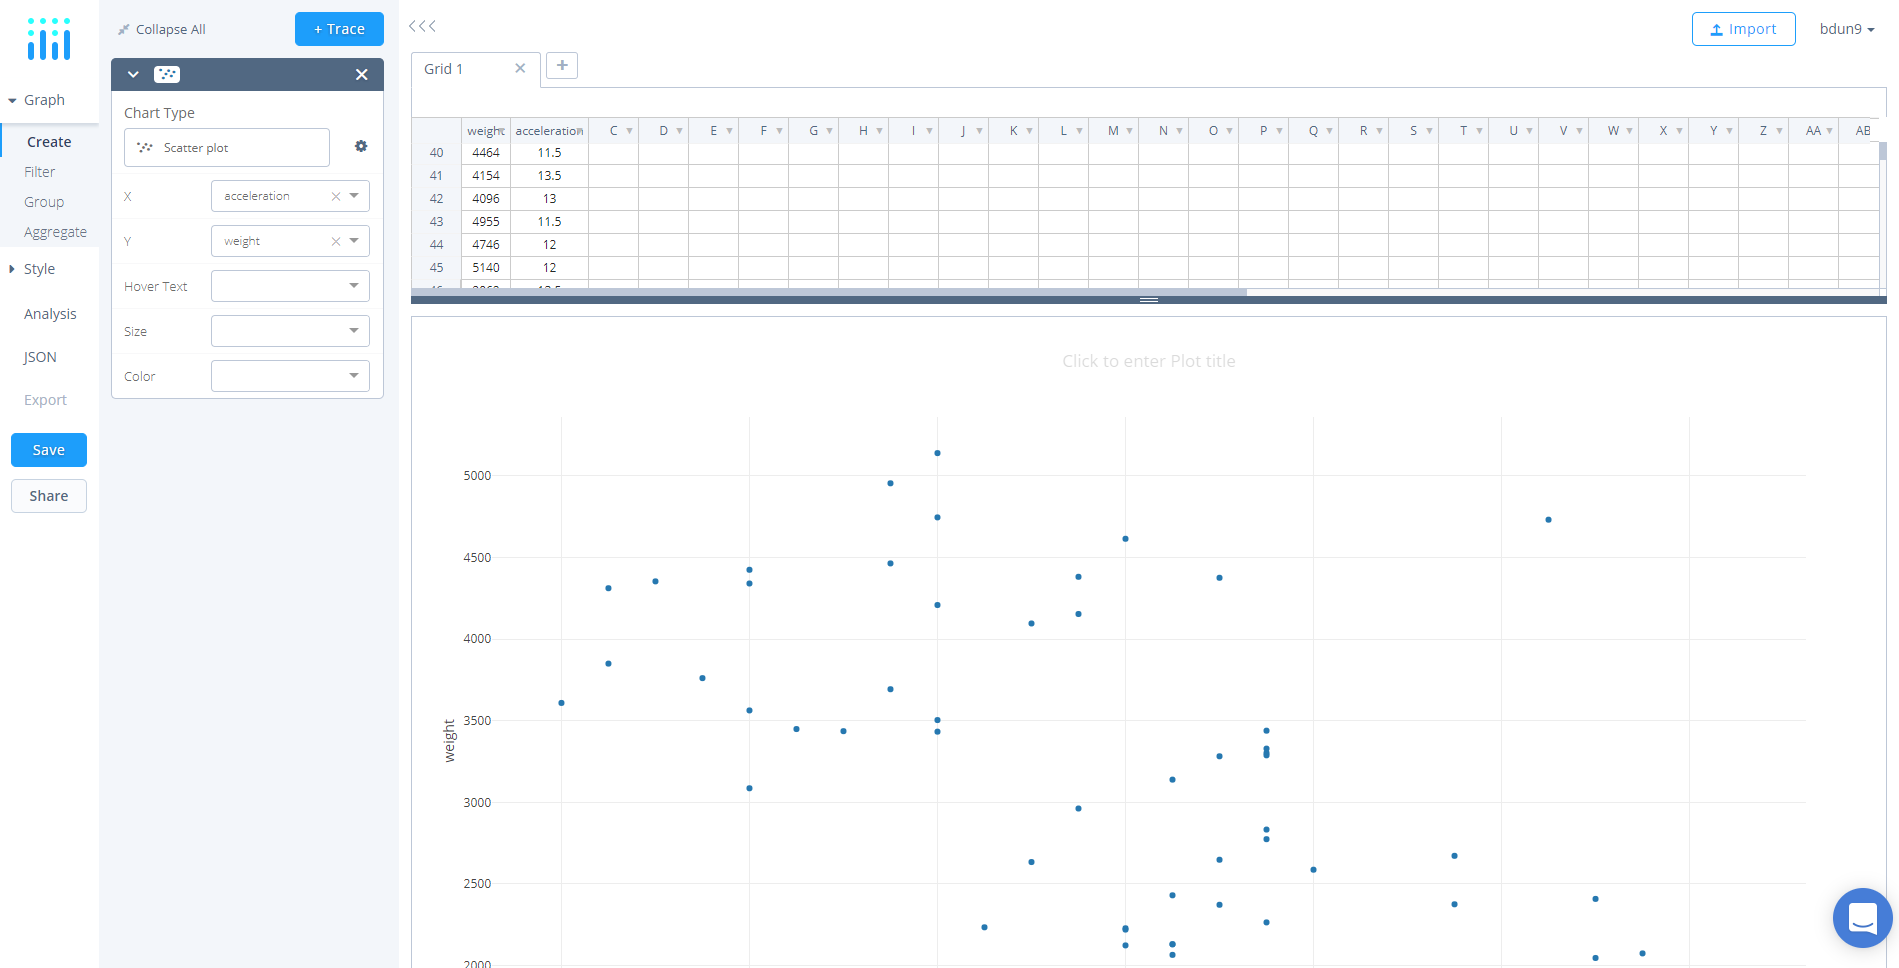 Collapse All
+ Trace
Graph
Create
Filter
Group
Aggregate
Style
Analysis
JSON
Export
Save
Share
Chart Type
Scatter plot
X acceleration
Y weight
Hover Text
Size
Color
Import
bdun9
Grid 1
+
weight acceleration C D E F G H I J K L M N O P Q R S T U V W X Y Z AA AB
40 4464 11.5
41 4154 13.5
42 4096 13
43 4955 11.5
44 4746 12
45 5140 12
Click to enter Plot title
5000
4500
4000
3500
3000
2500
2000
weight